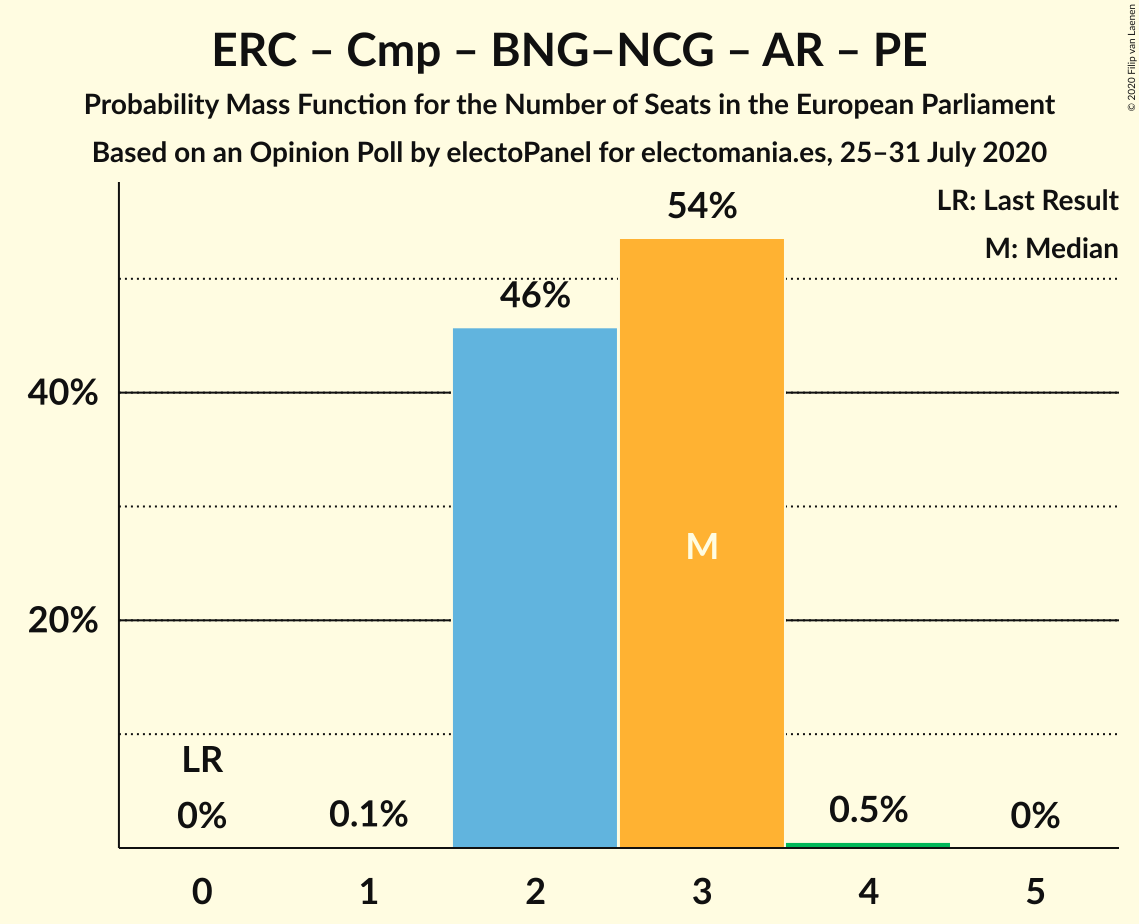 ERC – Cmp – BNG–NCG – AR – PE
Probability Mass Function for the Number of Seats in the European Parliament
Based on an Opinion Poll by electoPanel for electomania.es, 25–31 July 2020
© 2020 Filip van Laenen
LR: Last Result
M: Median
54%
46%
40%
M
20%
LR
0%
0.1%
0.5%
0%
0 1 2 3 4 5